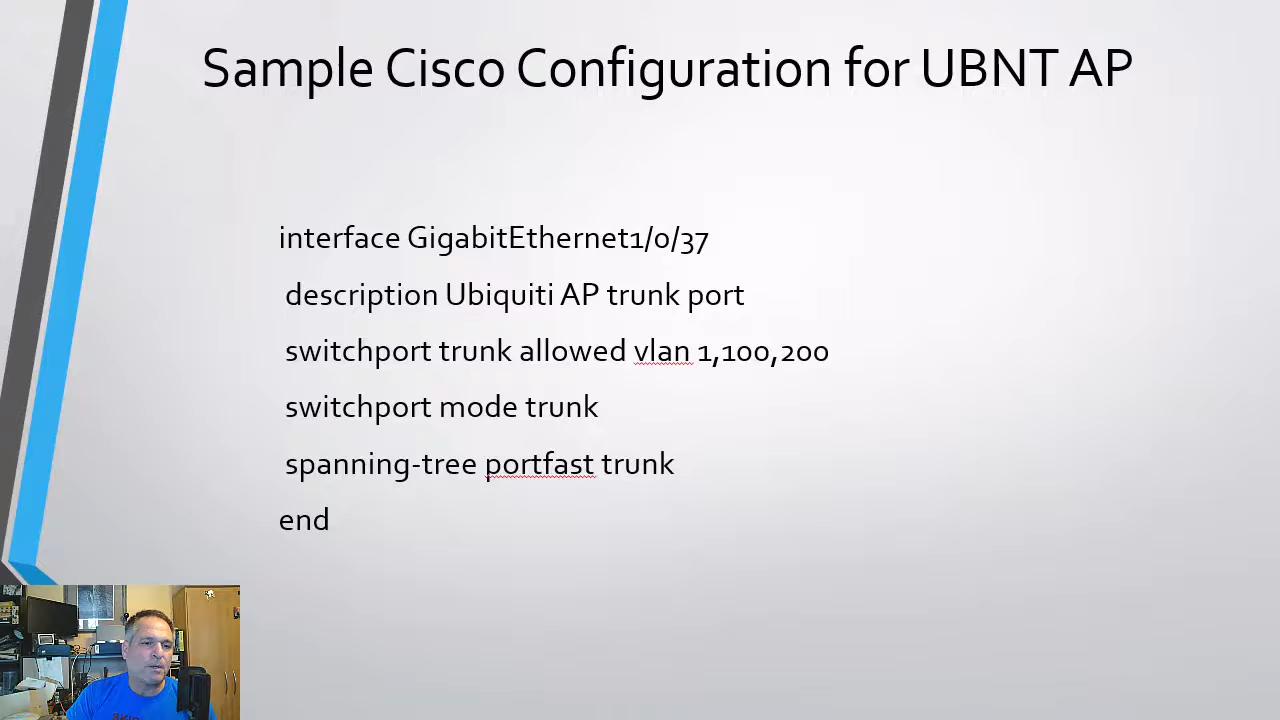 Sample Cisco Configuration for UBNT AP
interface GigabitEthernet1/0/37
description Ubiquiti AP trunk port
switchport trunk allowed vlan 1,100,200
switchport mode trunk
spanning-tree portfast trunk
end